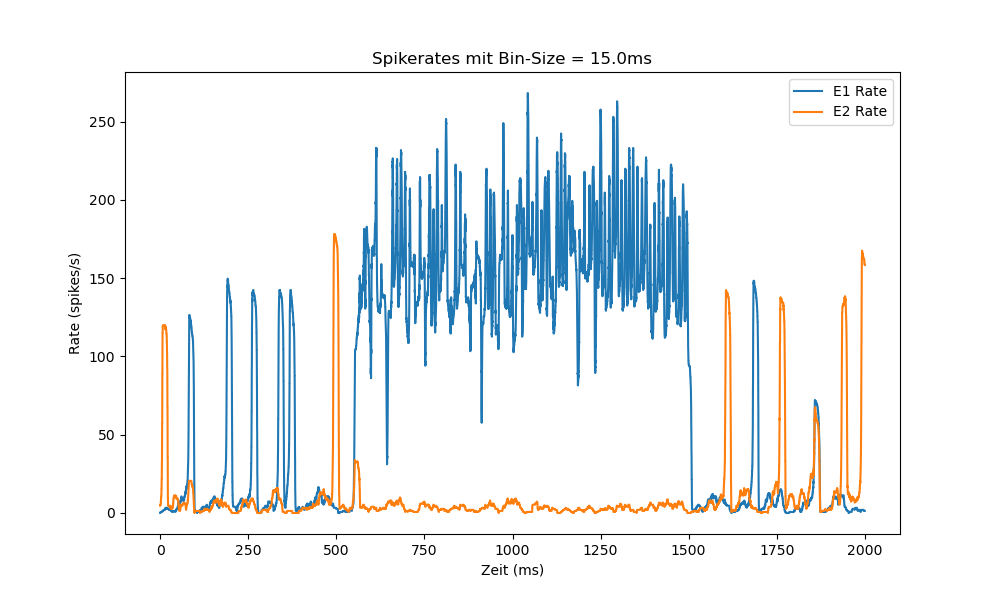 Spikerates mit Bin-Size = 15.0ms
E1 Rate
E2 Rate
Rate (spikes/s)
250
200
150
100
50
0
0 250 500 750 1000 1250 1500 1750 2000
Zeit (ms)